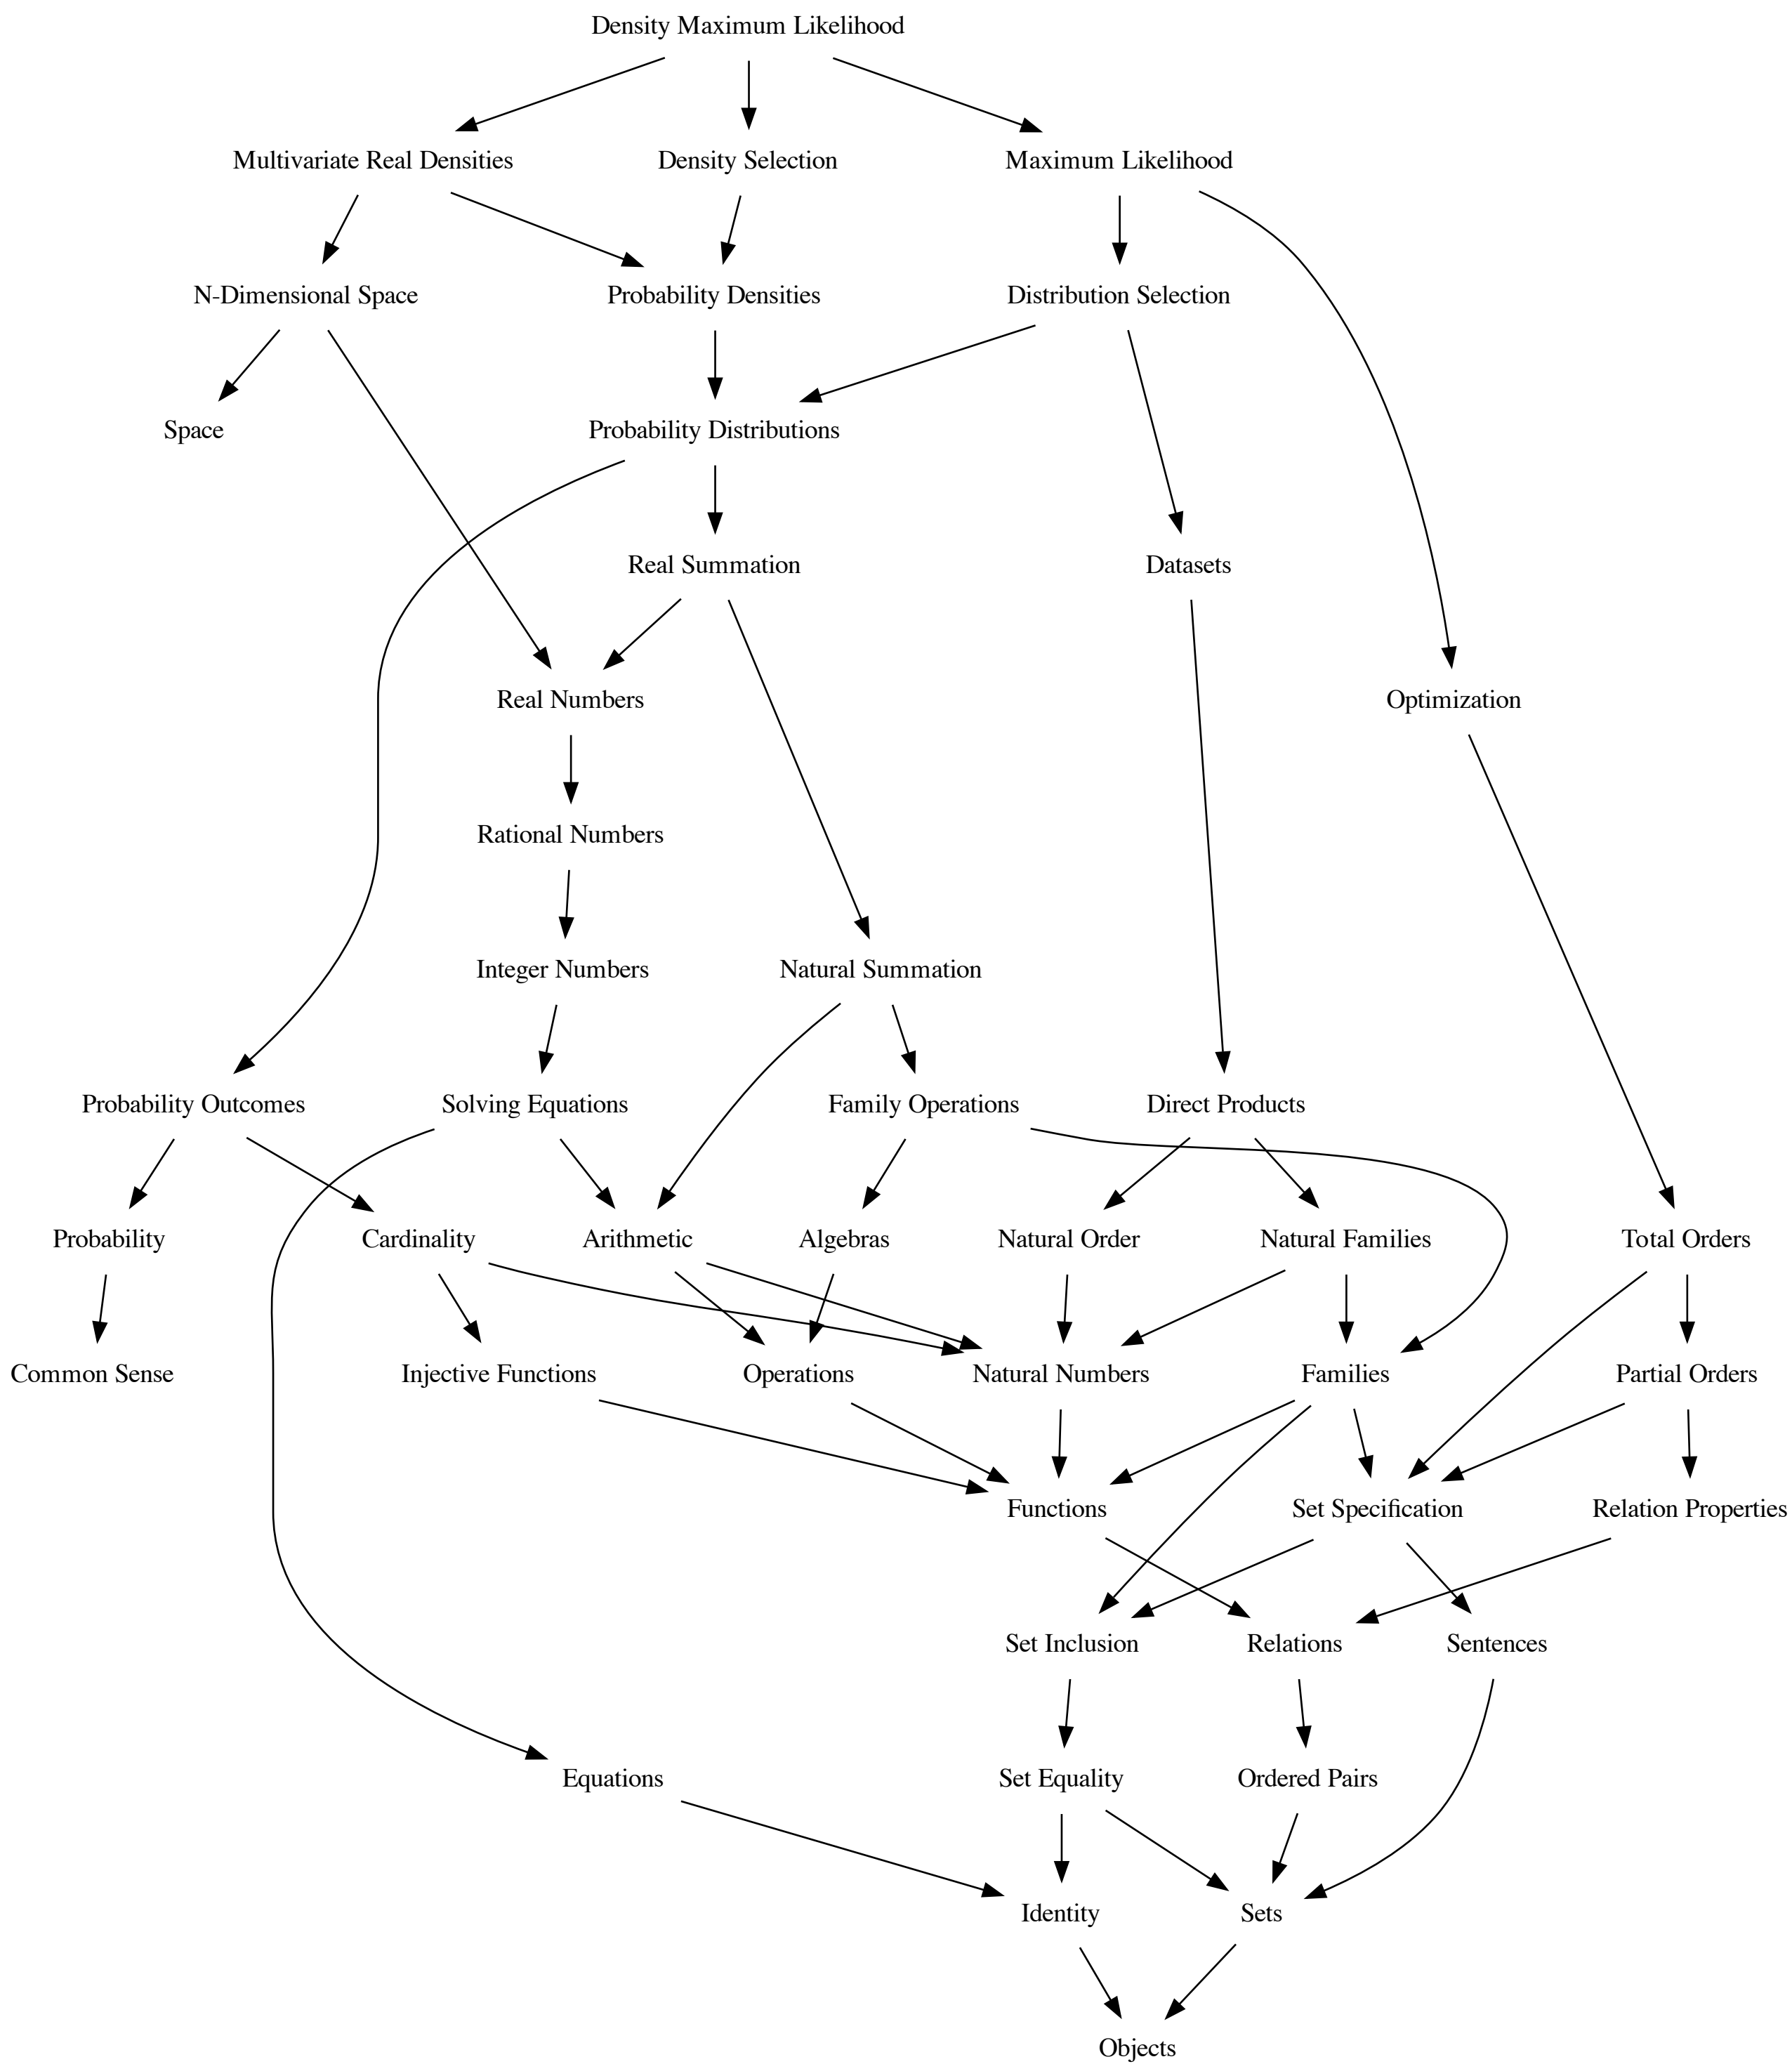 Density Maximum Likelihood
Multivariate Real Densities
Density Selection
Maximum Likelihood
N-Dimensional Space
Probability Densities
Distribution Selection
Space
Probability Distributions
Real Summation
Datasets
Real Numbers
Optimization
Rational Numbers
Integer Numbers
Natural Summation
Probability Outcomes
Solving Equations
Family Operations
Direct Products
Probability
Cardinality
Arithmetic
Algebras
Natural Order
Natural Families
Total Orders
Common Sense
Injective Functions
Operations
Natural Numbers
Families
Partial Orders
Functions
Set Specification
Relation Properties
Set Inclusion
Relations
Sentences
Equations
Set Equality
Ordered Pairs
Identity
Sets
Objects